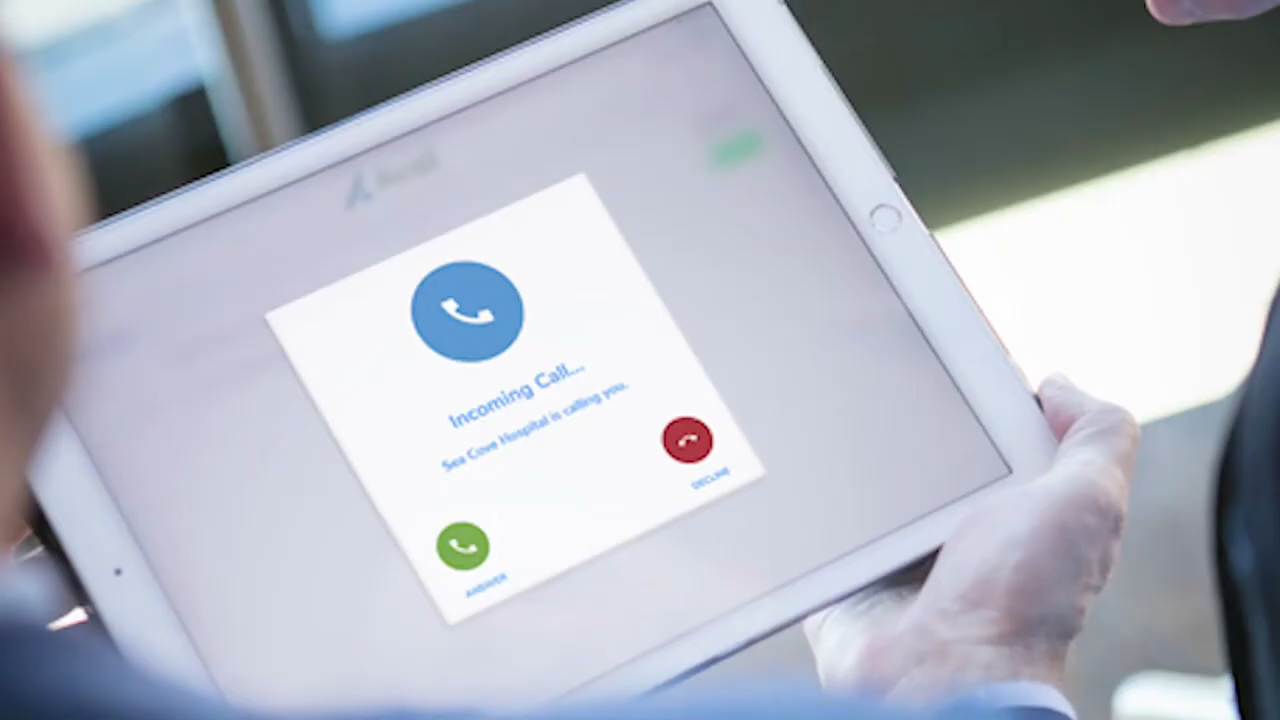 Incoming Call...
Sea Cove Hospital is calling you.
DECLINE
ANSWER